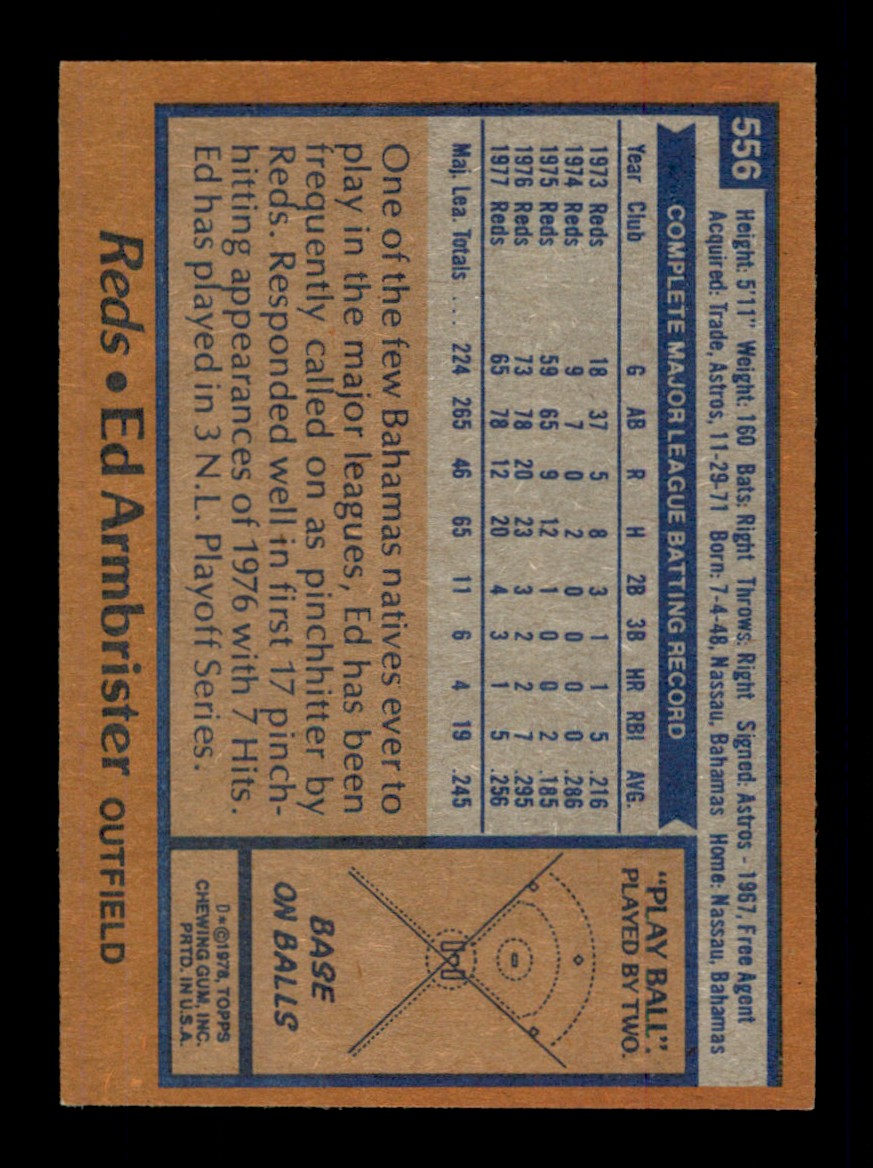 556
Height: 5'11" Weight: 160 Bats: Right Throws: Right Signed: Astros - 1967, Free Agent
Acquired: Trade, Astros, 11-29-71 Born: 7-4-48, Nassau, Bahamas Home: Nassau, Bahamas
COMPLETE MAJOR LEAGUE BATTING RECORD
Year Club G AB R H 2B 3B HR RBI AVG.
1973 Reds 18 37 5 8 3 1 1 5 .216
1974 Reds 9 7 0 2 0 0 0 0 .286
1975 Reds 59 65 9 12 1 0 0 2 .185
1976 Reds 73 78 20 23 3 2 2 7 .295
1977 Reds 65 78 12 20 4 3 1 5 .256
Maj. Lea. Totals ... 224 265 46 65 11 6 4 19 .245
One of the few Bahamas natives ever to
play in the major leagues, Ed has been
frequently called on as pinchhitter by
Reds. Responded well in first 17 pinch-
hitting appearances of 1976 with 7 Hits.
Ed has played in 3 N.L. Playoff Series.
"PLAY BALL".
PLAYED BY TWO.
BASE
ON BALLS
D*©1978, TOPPS
CHEWING GUM, INC.
PRTD. IN U.S.A.
Reds • Ed Armbrister OUTFIELD